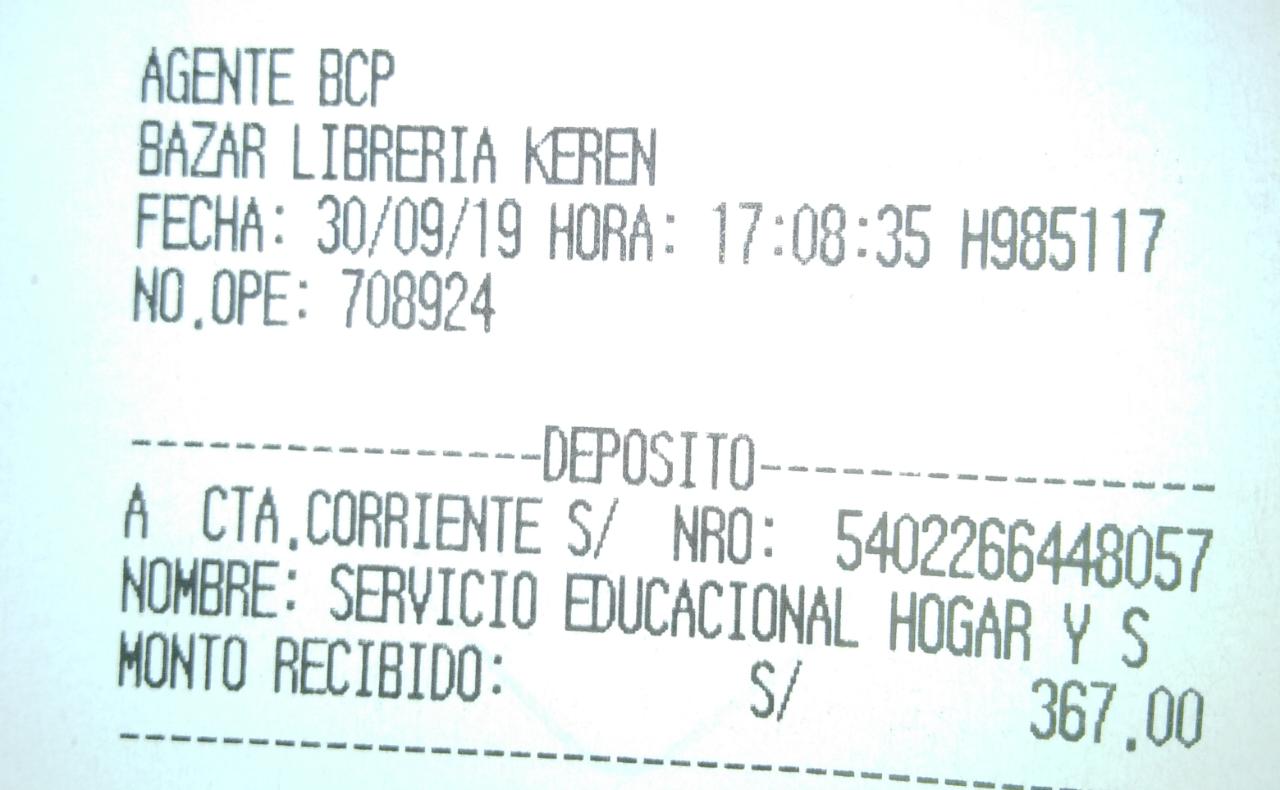 AGENTE BCP
BAZAR LIBRERIA KEREN
FECHA: 30/09/19 HORA: 17:08:35 H985117
NO.OPE: 708924
----------------DEPOSITO-----------------
A CTA.CORRIENTE S/ NRO: 5402266448057
NOMBRE: SERVICIO EDUCACIONAL HOGAR Y S
MONTO RECIBIDO: S/ 367.00